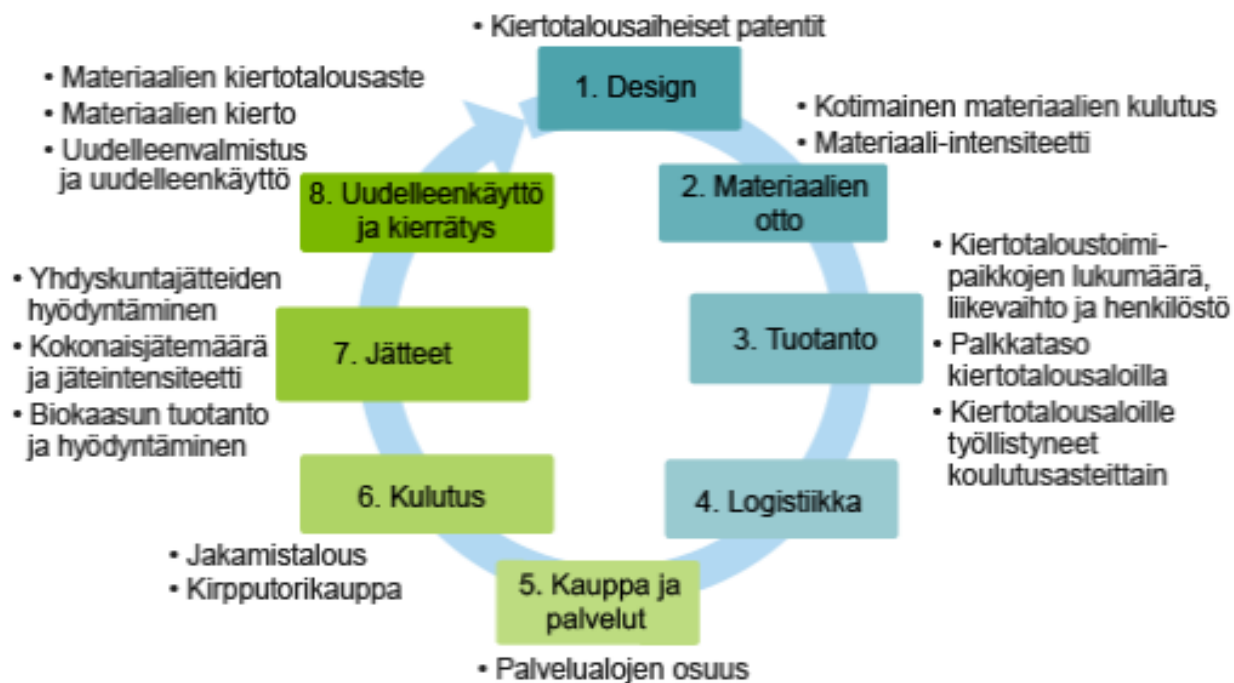 • Kiertotalousaiheiset patentit
1. Design
• Kotimainen materiaalien kulutus
• Materiaali-intensiteetti
2. Materiaalien
otto
• Kiertotaloustoimi-
paikkojen lukumäärä,
liikevaihto ja henkilöstö
• Palkkataso
kiertotalousaloilla
• Kiertotalousaloille
työllistyneet
koulutusasteittain
3. Tuotanto
4. Logistiikka
5. Kauppa ja
palvelut
• Palvelualojen osuus
6. Kulutus
• Jakamistalous
• Kirpputorikauppa
7. Jätteet
• Yhdyskuntajätteiden
hyödyntäminen
• Kokonaisjätemäärä
ja jäteintensiteetti
• Biokaasun tuotanto
ja hyödyntäminen
8. Uudelleenkäyttö
ja kierrätys
• Materiaalien kiertotalousaste
• Materiaalien kierto
• Uudelleenvalmistus
ja uudelleenkäyttö